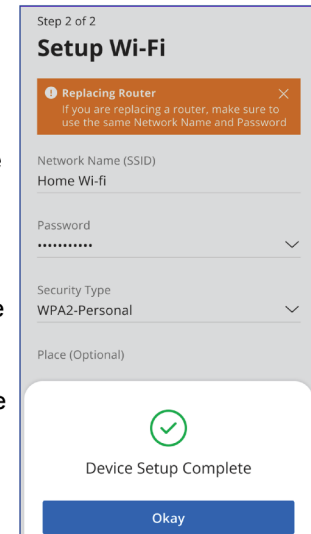 Step 2 of 2
Setup Wi-Fi
Replacing Router
If you are replacing a router, make sure to
use the same Network Name and Password
Network Name (SSID)
Home Wi-fi
Password
•••••••••••
Security Type
WPA2-Personal
Place (Optional)
Device Setup Complete
Okay